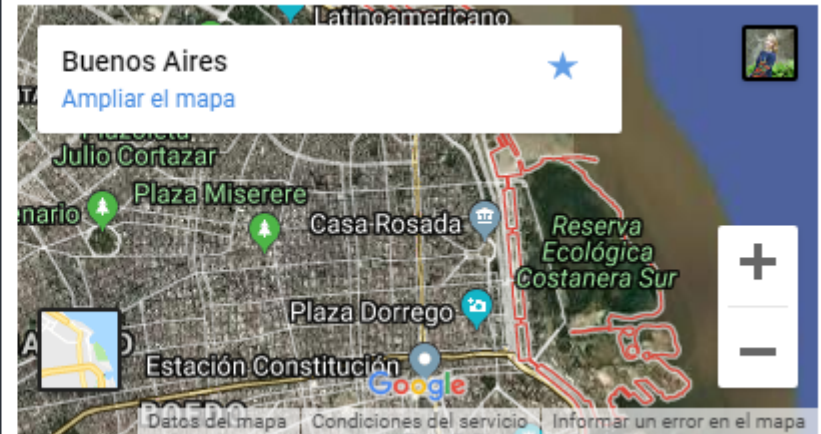 Latinoamericano
Buenos Aires
Ampliar el mapa
Plazoleta
Julio Cortazar
Plaza Miserere
enario
Casa Rosada
Reserva
Ecológica
Costanera Sur
Plaza Dorrego
Estación Constitución
Google
BOEDO
Datos del mapa
Condiciones del servicio
Informar un error en el mapa